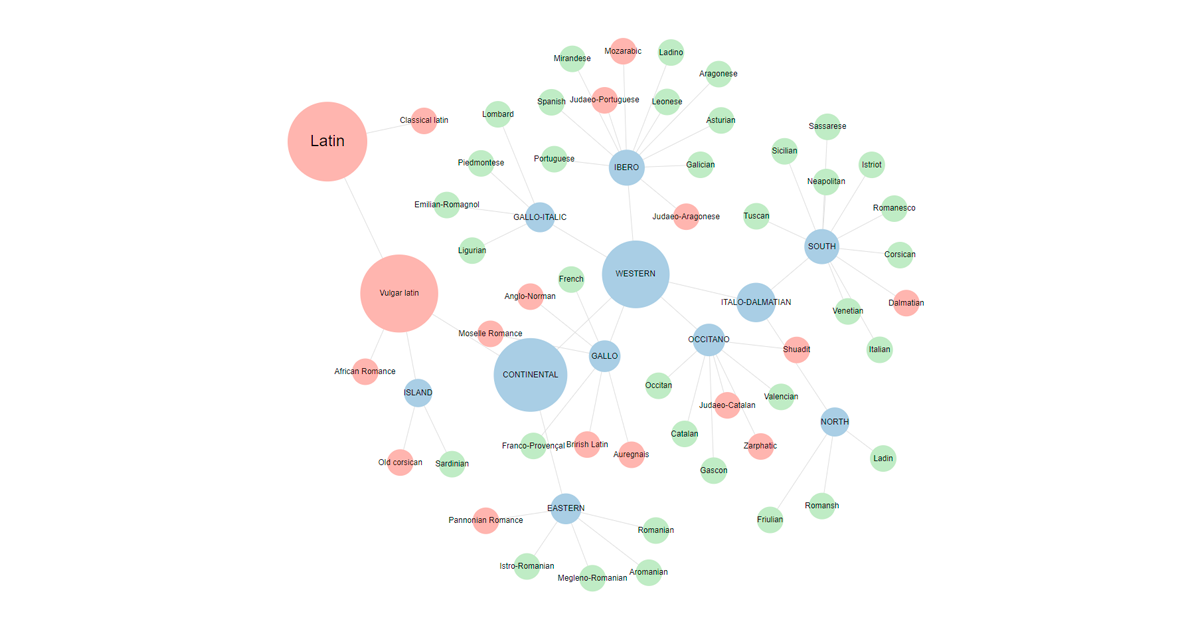 Mozarabic
Ladino
Mirandese
Aragonese
Spanish
Judaeo-Portuguese
Leonese
Lombard
Classical latin
Asturian
Sassarese
Latin
Sicilian
Portuguese
Piedmontese
IBERO
Galician
Istriot
Neapolitan
Emilian-Romagnol
Romanesco
GALLO-ITALIC
Judaeo-Aragonese
Tuscan
SOUTH
Ligurian
Corsican
WESTERN
French
Vulgar latin
Anglo-Norman
ITALO-DALMATIAN
Dalmatian
Venetian
Moselle Romance
OCCITANO
Shuadit
Italian
GALLO
African Romance
CONTINENTAL
Occitan
ISLAND
Valencian
Judaeo-Catalan
NORTH
Catalan
Franco-Provençal
Brirish Latin
Zarphatic
Auregnais
Ladin
Old corsican
Sardinian
Gascon
Romansh
EASTERN
Pannonian Romance
Friulian
Romanian
Istro-Romanian
Aromanian
Megleno-Romanian